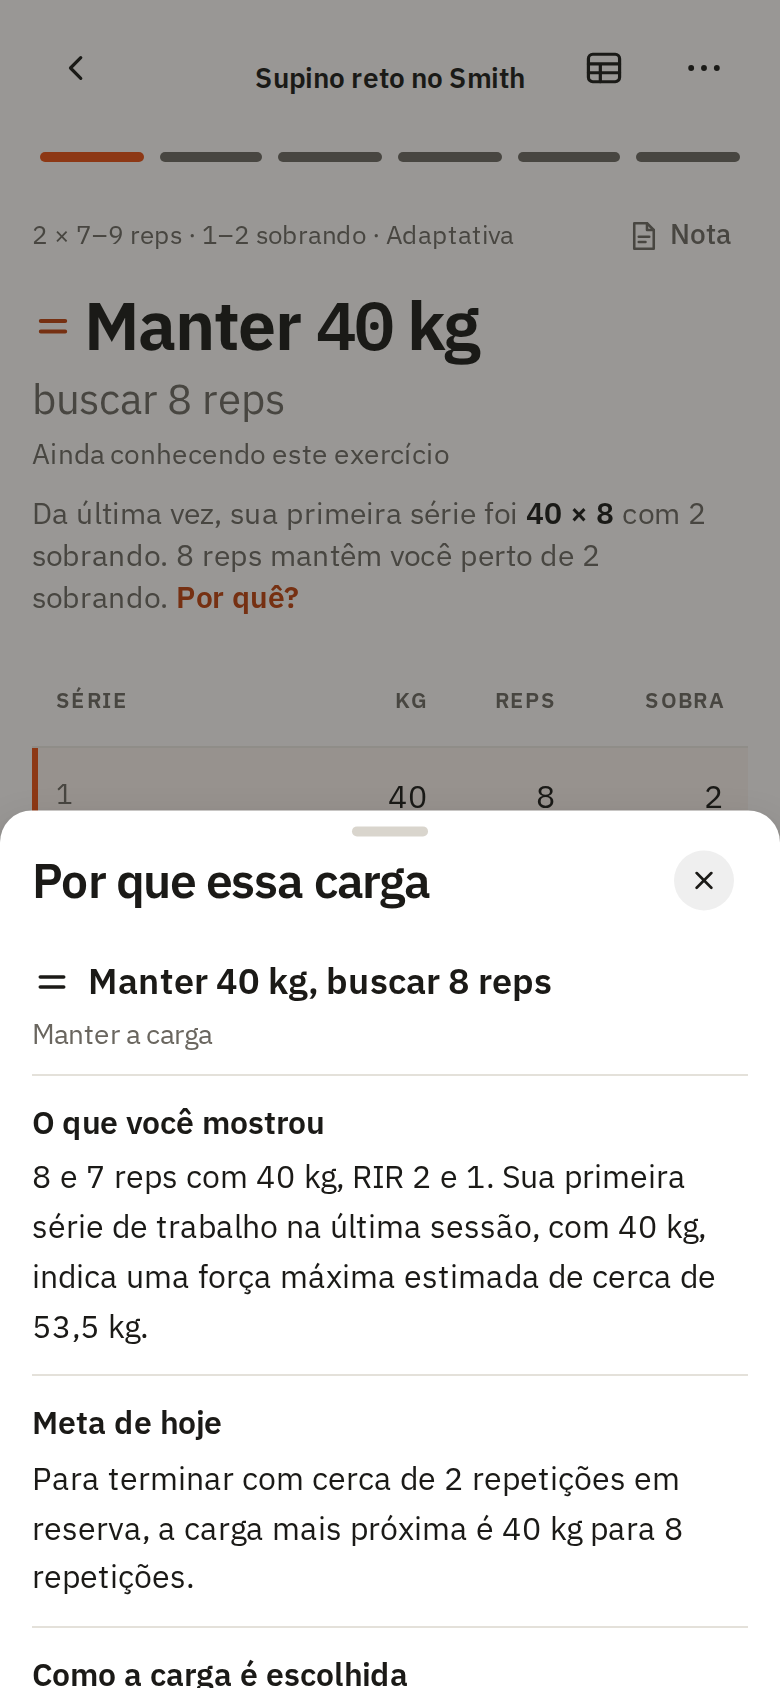 Supino reto no Smith
2 × 7–9 reps · 1–2 sobrando · Adaptativa
Nota
= Manter 40 kg
buscar 8 reps
Ainda conhecendo este exercício
Da última vez, sua primeira série foi 40 × 8 com 2
sobrando. 8 reps mantêm você perto de 2
sobrando. Por quê?
SÉRIE KG REPS SOBRA
1 40 8 2
Por que essa carga
= Manter 40 kg, buscar 8 reps
Manter a carga
O que você mostrou
8 e 7 reps com 40 kg, RIR 2 e 1. Sua primeira
série de trabalho na última sessão, com 40 kg,
indica uma força máxima estimada de cerca de
53,5 kg.
Meta de hoje
Para terminar com cerca de 2 repetições em
reserva, a carga mais próxima é 40 kg para 8
repetições.
Como a carga é escolhida